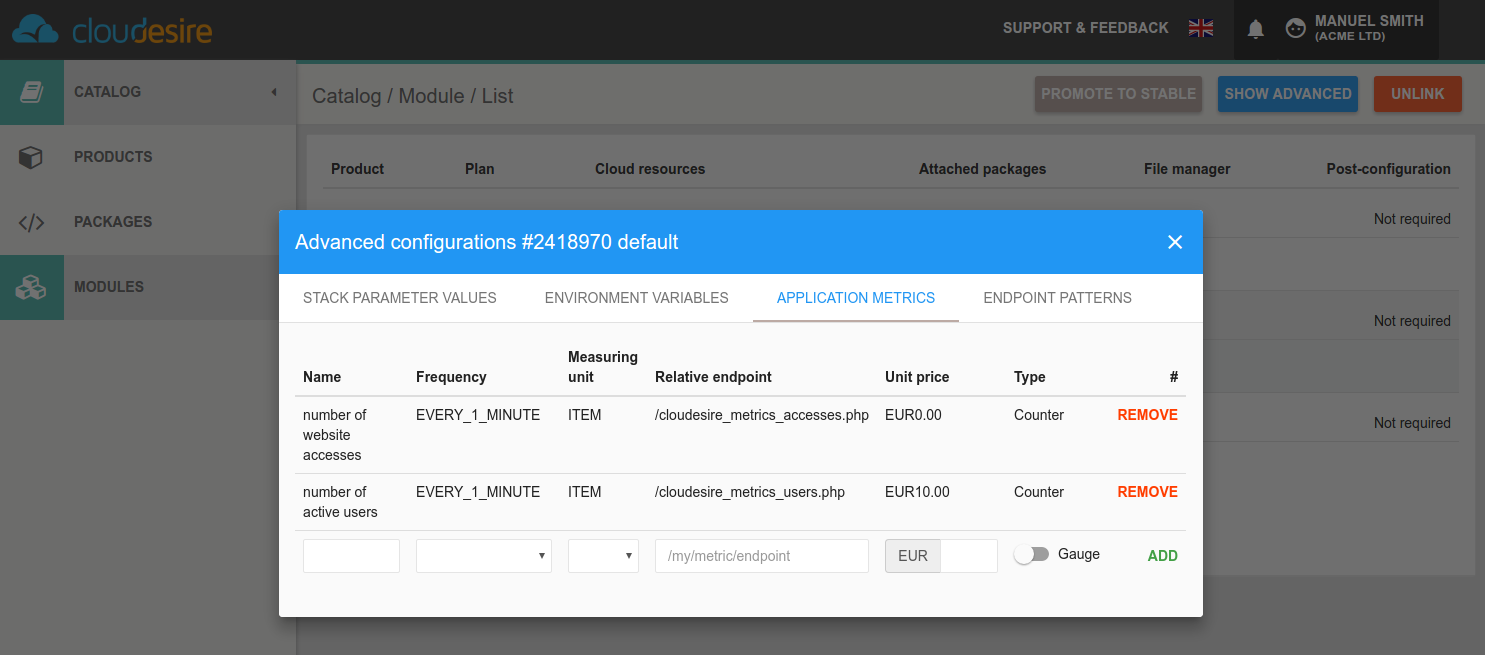 cloudesire
SUPPORT & FEEDBACK
MANUEL SMITH
(ACME LTD)
CATALOG
Catalog / Module / List
PROMOTE TO STABLE
SHOW ADVANCED
UNLINK
PRODUCTS
PACKAGES
MODULES
Product Plan Cloud resources Attached packages File manager Post-configuration
Not required
Not required
Not required
Advanced configurations #2418970 default
STACK PARAMETER VALUES ENVIRONMENT VARIABLES APPLICATION METRICS ENDPOINT PATTERNS
Name Frequency Measuring unit Relative endpoint Unit price Type #
number of website accesses EVERY_1_MINUTE ITEM /cloudesire_metrics_accesses.php EUR0.00 Counter REMOVE
number of active users EVERY_1_MINUTE ITEM /cloudesire_metrics_users.php EUR10.00 Counter REMOVE
/my/metric/endpoint EUR Gauge ADD